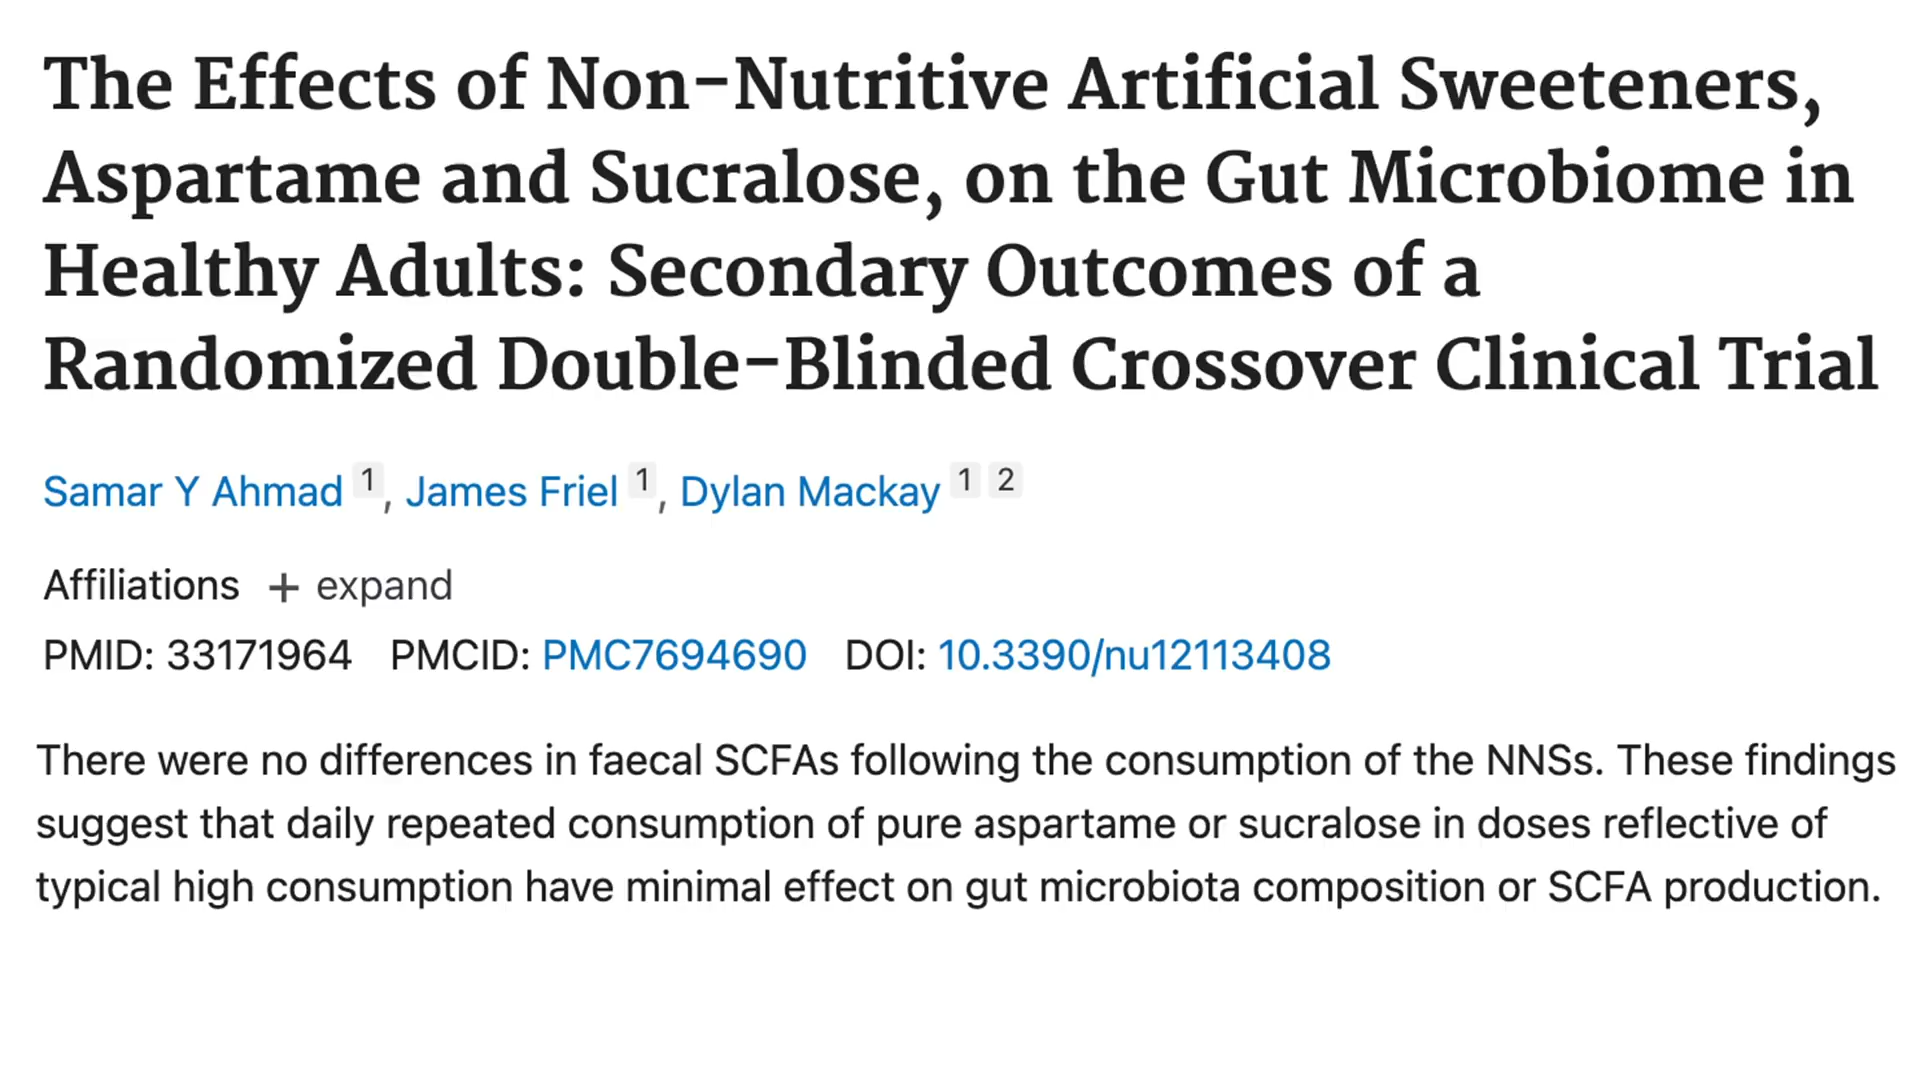 The Effects of Non-Nutritive Artificial Sweeteners,
Aspartame and Sucralose, on the Gut Microbiome in
Healthy Adults: Secondary Outcomes of a
Randomized Double-Blinded Crossover Clinical Trial
Samar Y Ahmad 1, James Friel 1, Dylan Mackay 1 2
Affiliations + expand
PMID: 33171964 PMCID: PMC7694690 DOI: 10.3390/nu12113408
There were no differences in faecal SCFAs following the consumption of the NNSs. These findings
suggest that daily repeated consumption of pure aspartame or sucralose in doses reflective of
typical high consumption have minimal effect on gut microbiota composition or SCFA production.